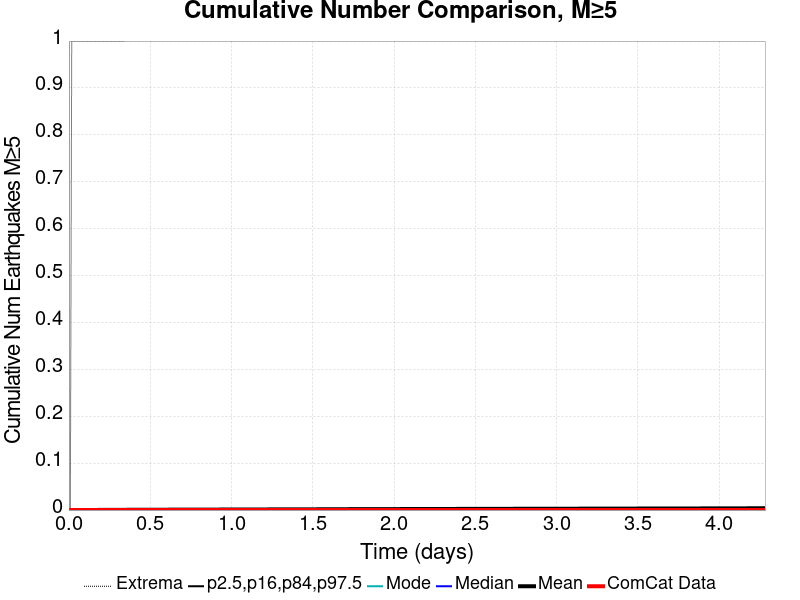 Cumulative Number Comparison, M≥5
Cumulative Num Earthquakes M≥5
1
0.9
0.8
0.7
0.6
0.5
0.4
0.3
0.2
0.1
0
0.0 0.5 1.0 1.5 2.0 2.5 3.0 3.5 4.0
Time (days)
Extrema p2.5,p16,p84,p97.5 Mode Median Mean ComCat Data